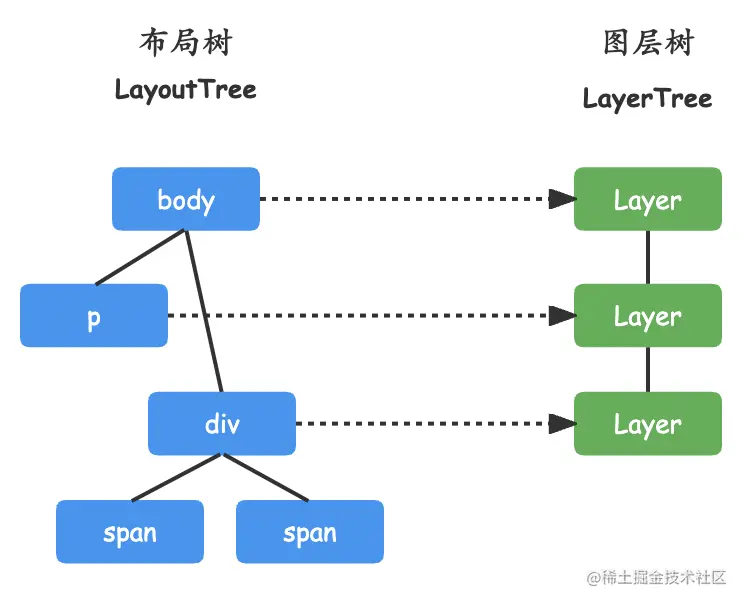 布局树
LayoutTree
图层树
LayerTree
body
Layer
p
Layer
div
Layer
span
span
@稀土掘金技术社区